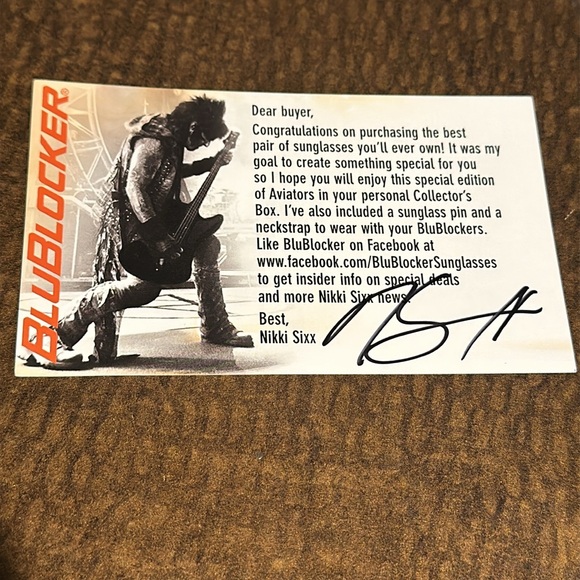 BLUBLOCKER®
Dear buyer,
Congratulations on purchasing the best
pair of sunglasses you'll ever own! It was my
goal to create something special for you
so I hope you will enjoy this special edition
of Aviators in your personal Collector's
Box. I've also included a sunglass pin and a
neckstrap to wear with your BluBlockers.
Like BluBlocker on Facebook at
www.facebook.com/BluBlockerSunglasses
to get insider info on special deals
and more Nikki Sixx news!
Best,
Nikki Sixx